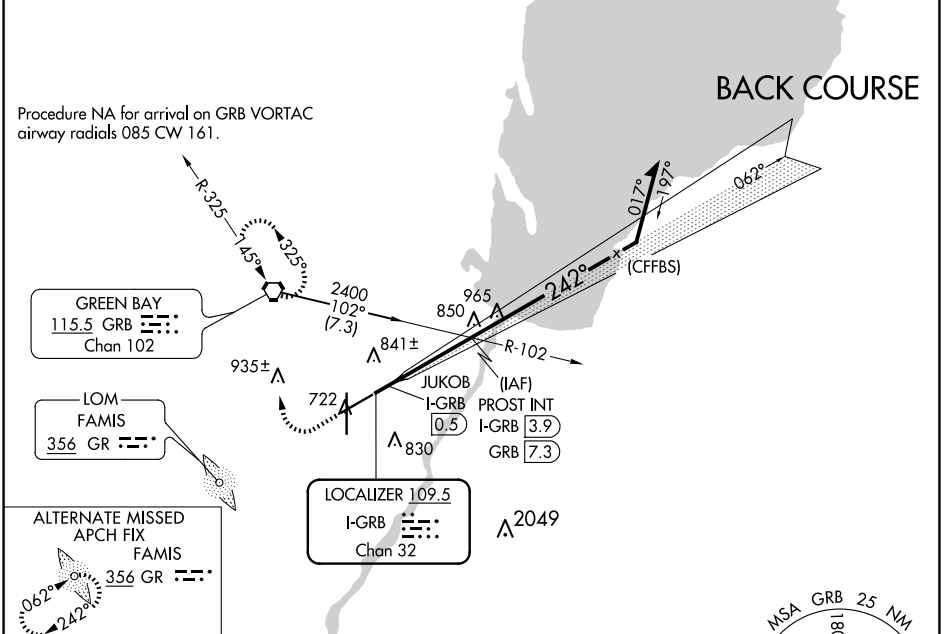 BACK COURSE
Procedure NA for arrival on GRB VORTAC
airway radials 085 CW 161.
R-325
145°
325°
017°
197°
062°
242°
(CFFBS)
2400
102°
(7.3)
R-102
GREEN BAY
115.5 GRB
Chan 102
965
850
841±
935±
722
830
2049
JUKOB
I-GRB
0.5
(IAF)
PROST INT
I-GRB 3.9
GRB 7.3
LOM
FAMIS
356 GR
LOCALIZER 109.5
I-GRB
Chan 32
ALTERNATE MISSED
APCH FIX
FAMIS
356 GR
062°
242°
MSA GRB 25 NM